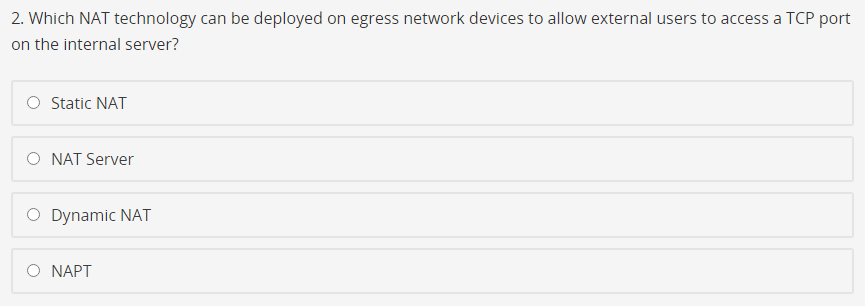 2. Which NAT technology can be deployed on egress network devices to allow external users to access a TCP port
on the internal server?
Static NAT
NAT Server
Dynamic NAT
NAPT